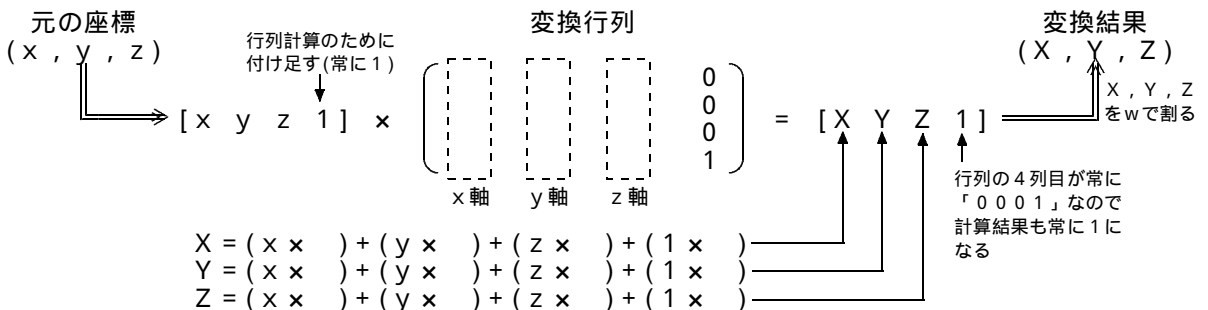 元の座標
(x , y , z)
行列計算のために
付け足す(常に1)
変換行列
変換結果
(X , Y , Z)
X , Y , Z
をwで割る
[x y z 1] ×
0
0
0
1
= [X Y Z 1]
x軸 y軸 z軸
行列の4列目が常に
「0001」なので
計算結果も常に1に
なる
X=(x× )+(y× )+(z× )+(1× )
Y=(x× )+(y× )+(z× )+(1× )
Z=(x× )+(y× )+(z× )+(1× )